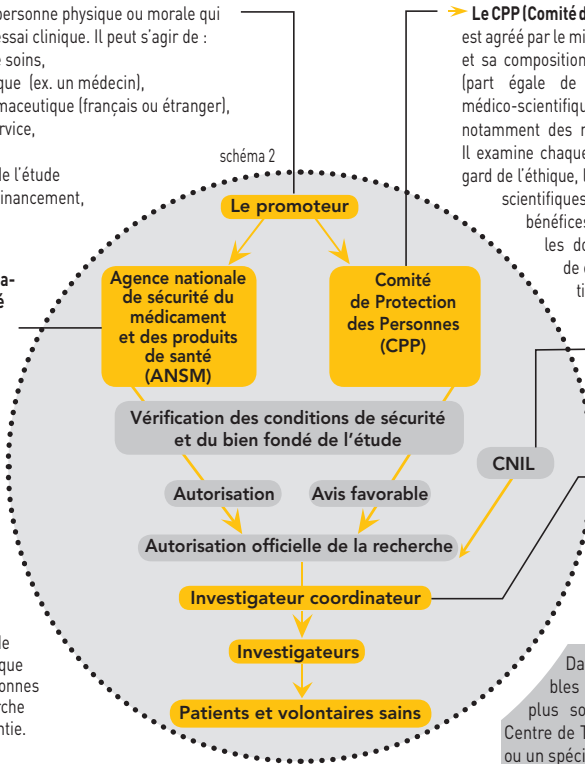 personne physique ou morale qui
essai clinique. Il peut s'agir de :
soins,
que (ex. un médecin),
maceutique (français ou étranger),
rvice,
de l'étude
inancement,
a-
é
de
que
onnes
rche
ntie.
schéma 2
Le promoteur
Agence nationale
de sécurité du
médicament
et des produits
de santé
(ANSM)
Comité
de Protection
des Personnes
(CPP)
Vérification des conditions de sécurité
et du bien fondé de l'étude
CNIL
Autorisation
Avis favorable
Autorisation officielle de la recherche
Investigateur coordinateur
Investigateurs
Patients et volontaires sains
Le CPP (Comité d
est agréé par le mi
et sa composition
(part égale de
médico-scientifiqu
notamment des r
Il examine chaque
gard de l'éthique, l
scientifiques
bénéfices
les do
de
ti
Da
bles
plus so
Centre de T
ou un spéci